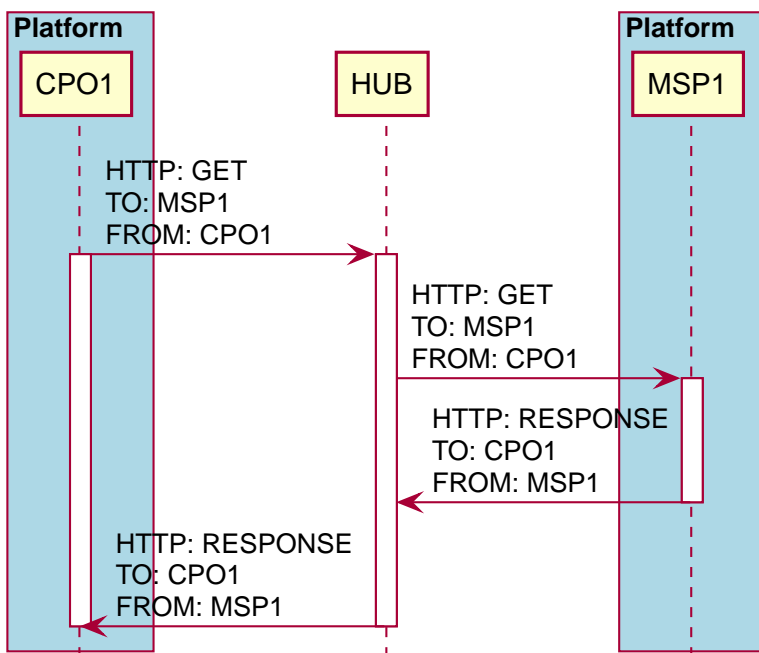 Platform
Platform
CPO1
HUB
MSP1
HTTP: GET
TO: MSP1
FROM: CPO1
HTTP: GET
TO: MSP1
FROM: CPO1
HTTP: RESPONSE
TO: CPO1
FROM: MSP1
HTTP: RESPONSE
TO: CPO1
FROM: MSP1